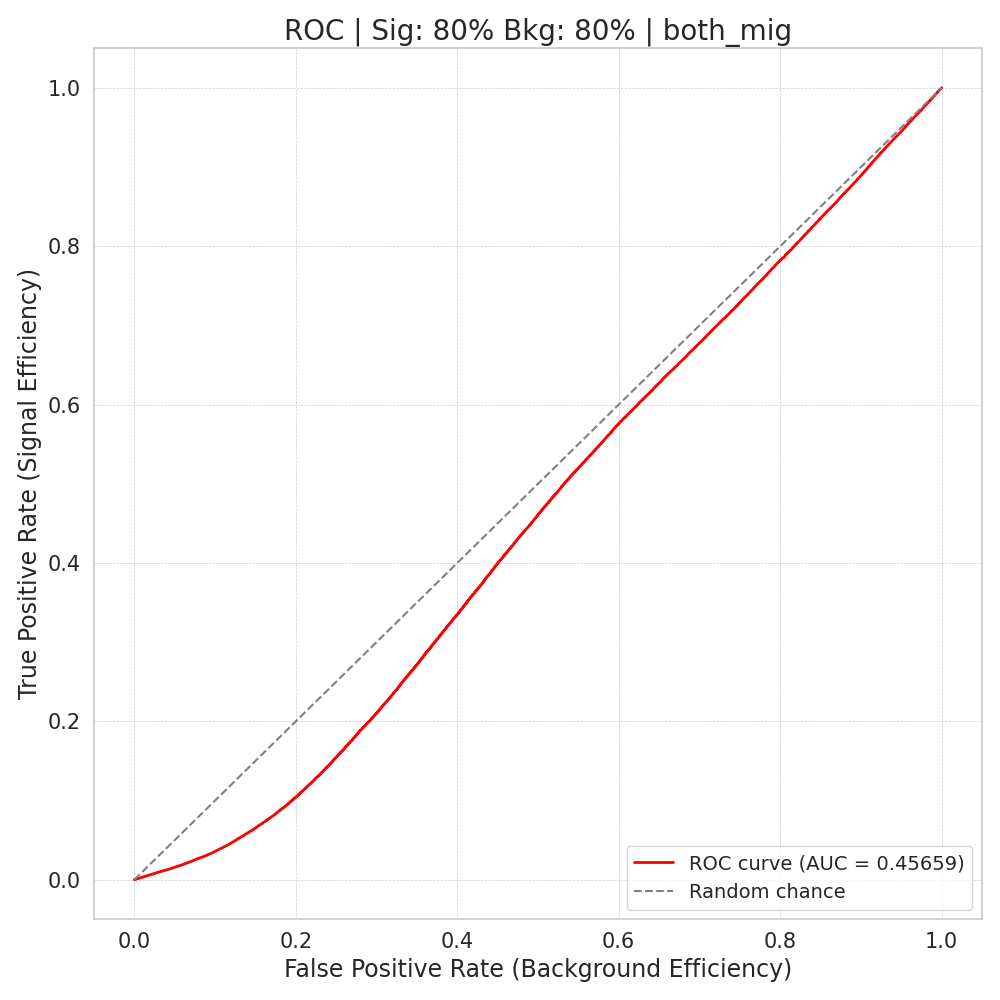 ROC | Sig: 80% Bkg: 80% | both_mig
True Positive Rate (Signal Efficiency)
1.0
0.8
0.6
0.4
0.2
0.0
ROC curve (AUC = 0.45659)
Random chance
0.0 0.2 0.4 0.6 0.8 1.0
False Positive Rate (Background Efficiency)